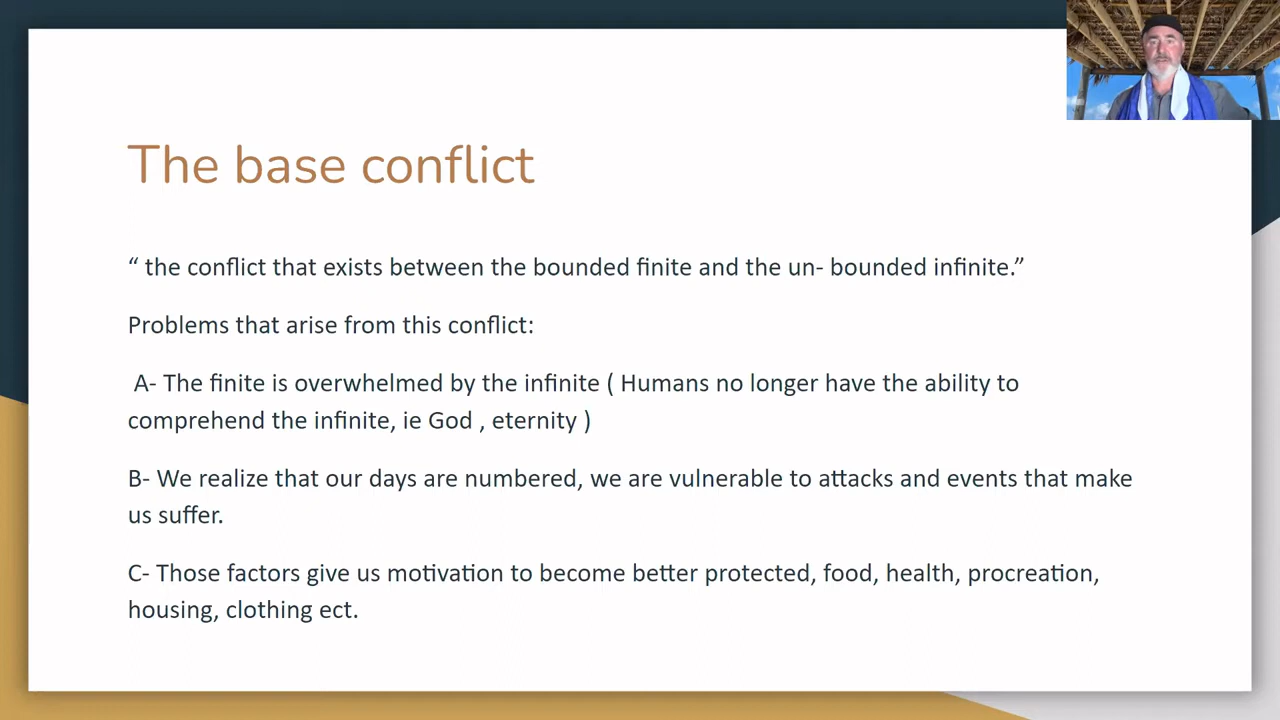 The base conflict
“ the conflict that exists between the bounded finite and the un- bounded infinite.”
Problems that arise from this conflict:
A- The finite is overwhelmed by the infinite ( Humans no longer have the ability to
comprehend the infinite, ie God , eternity )
B- We realize that our days are numbered, we are vulnerable to attacks and events that make
us suffer.
C- Those factors give us motivation to become better protected, food, health, procreation,
housing, clothing ect.